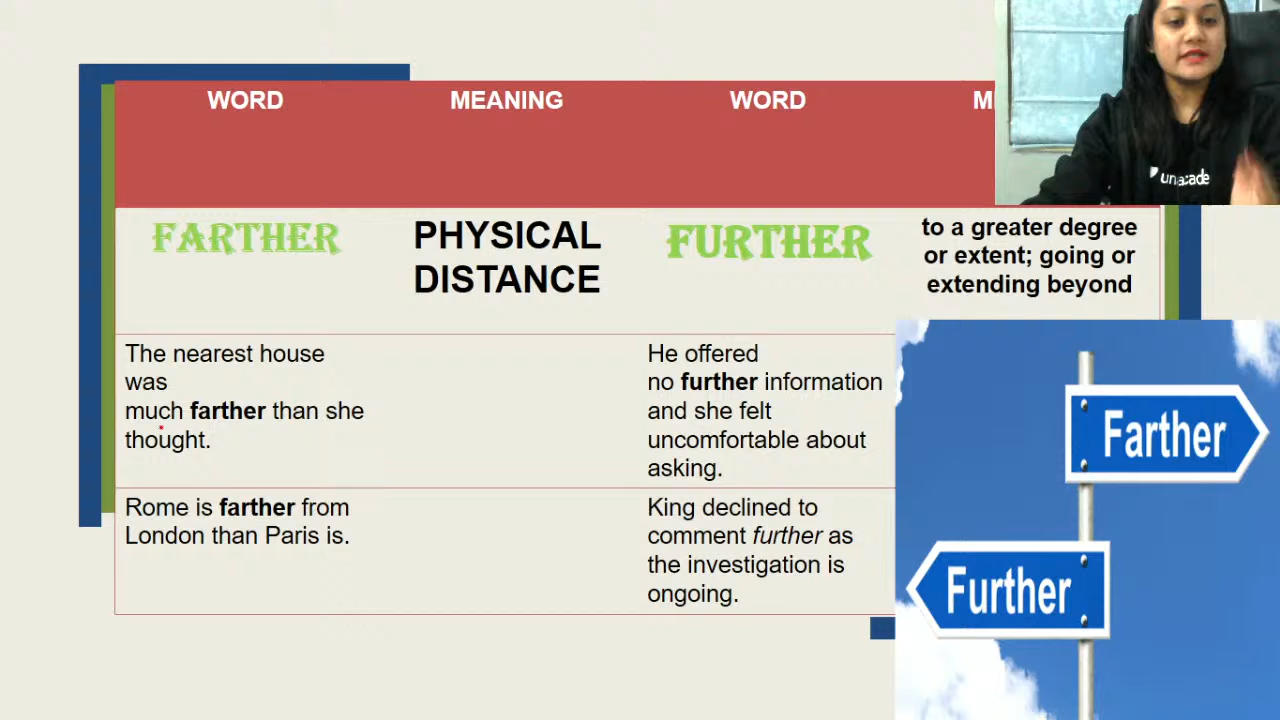 WORD
MEANING
WORD
FARTHER
PHYSICAL
DISTANCE
FURTHER
to a greater degree
or extent; going or
extending beyond
The nearest house
was
much farther than she
thought.
He offered
no further information
and she felt
uncomfortable about
asking.
Rome is farther from
London than Paris is.
King declined to
comment further as
the investigation is
ongoing.
Farther
Further